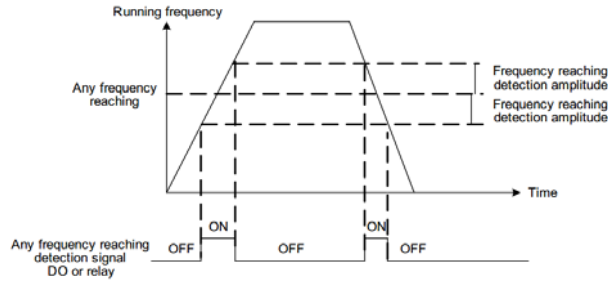 Running frequency
Frequency reaching
detection amplitude
Any frequency
reaching
Frequency reaching
detection amplitude
Time
ON
ON
Any frequency reaching
detection signal
DO or relay
OFF
OFF
OFF